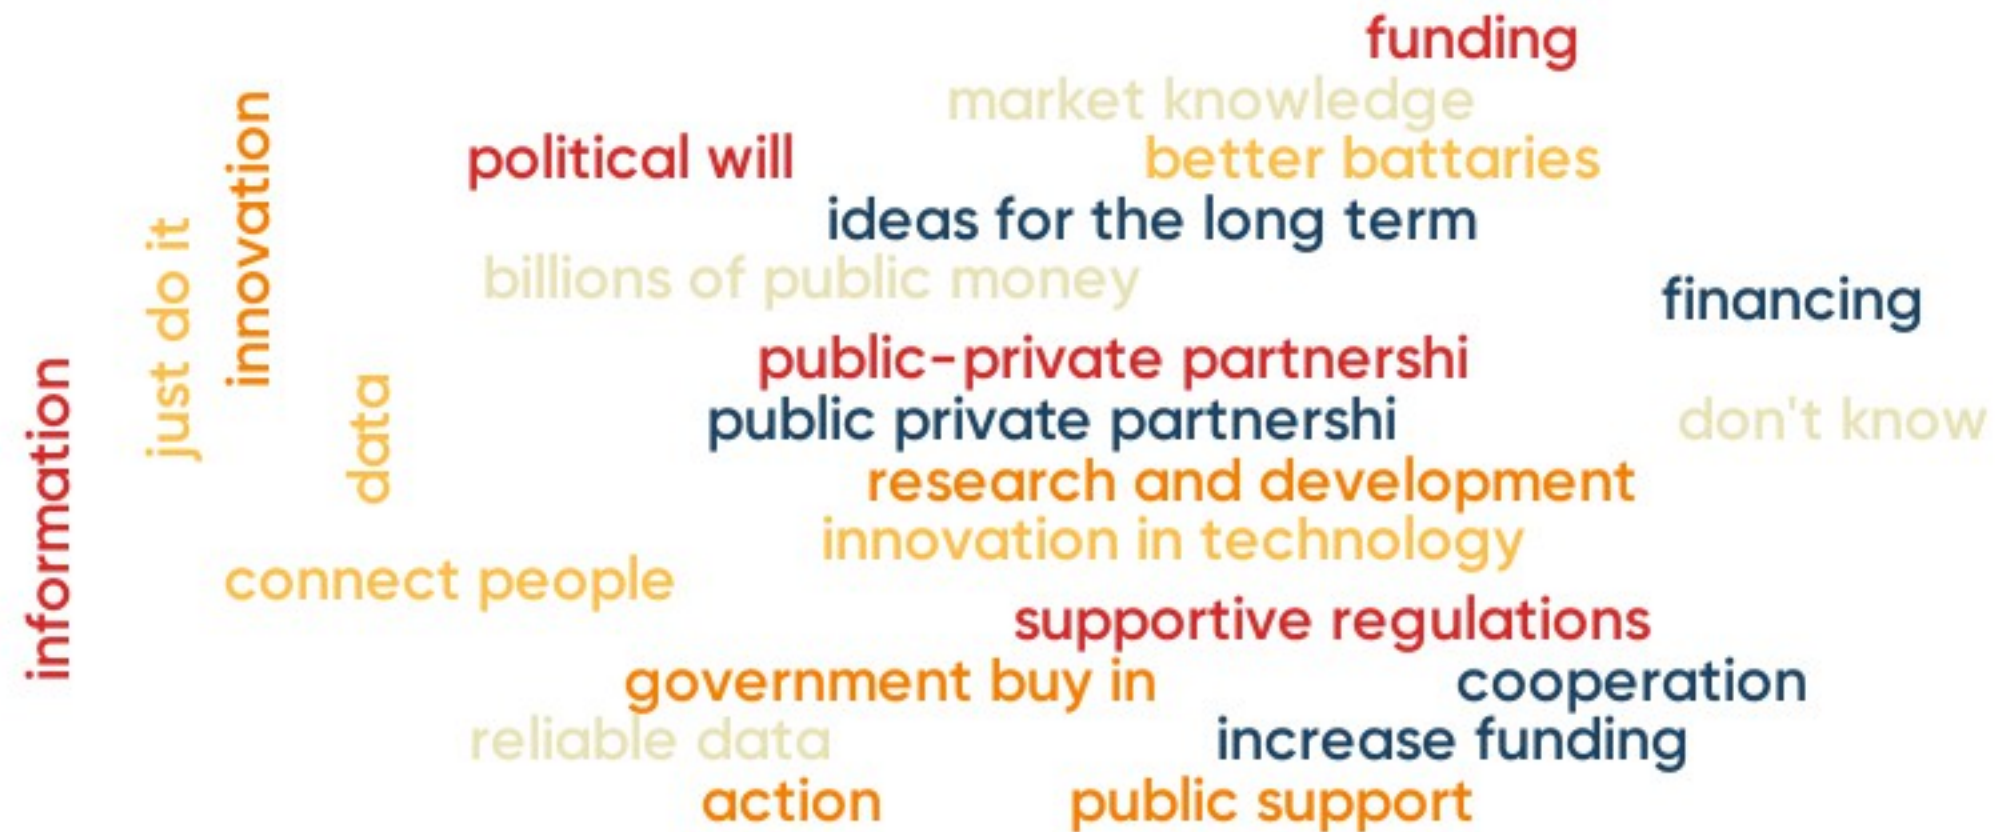 funding
market knowledge
political will
better battaries
ideas for the long term
billions of public money
financing
public-private partnershi
public private partnershi
don't know
research and development
innovation in technology
connect people
supportive regulations
government buy in
cooperation
reliable data
increase funding
action
public support
information
just do it
innovation
data